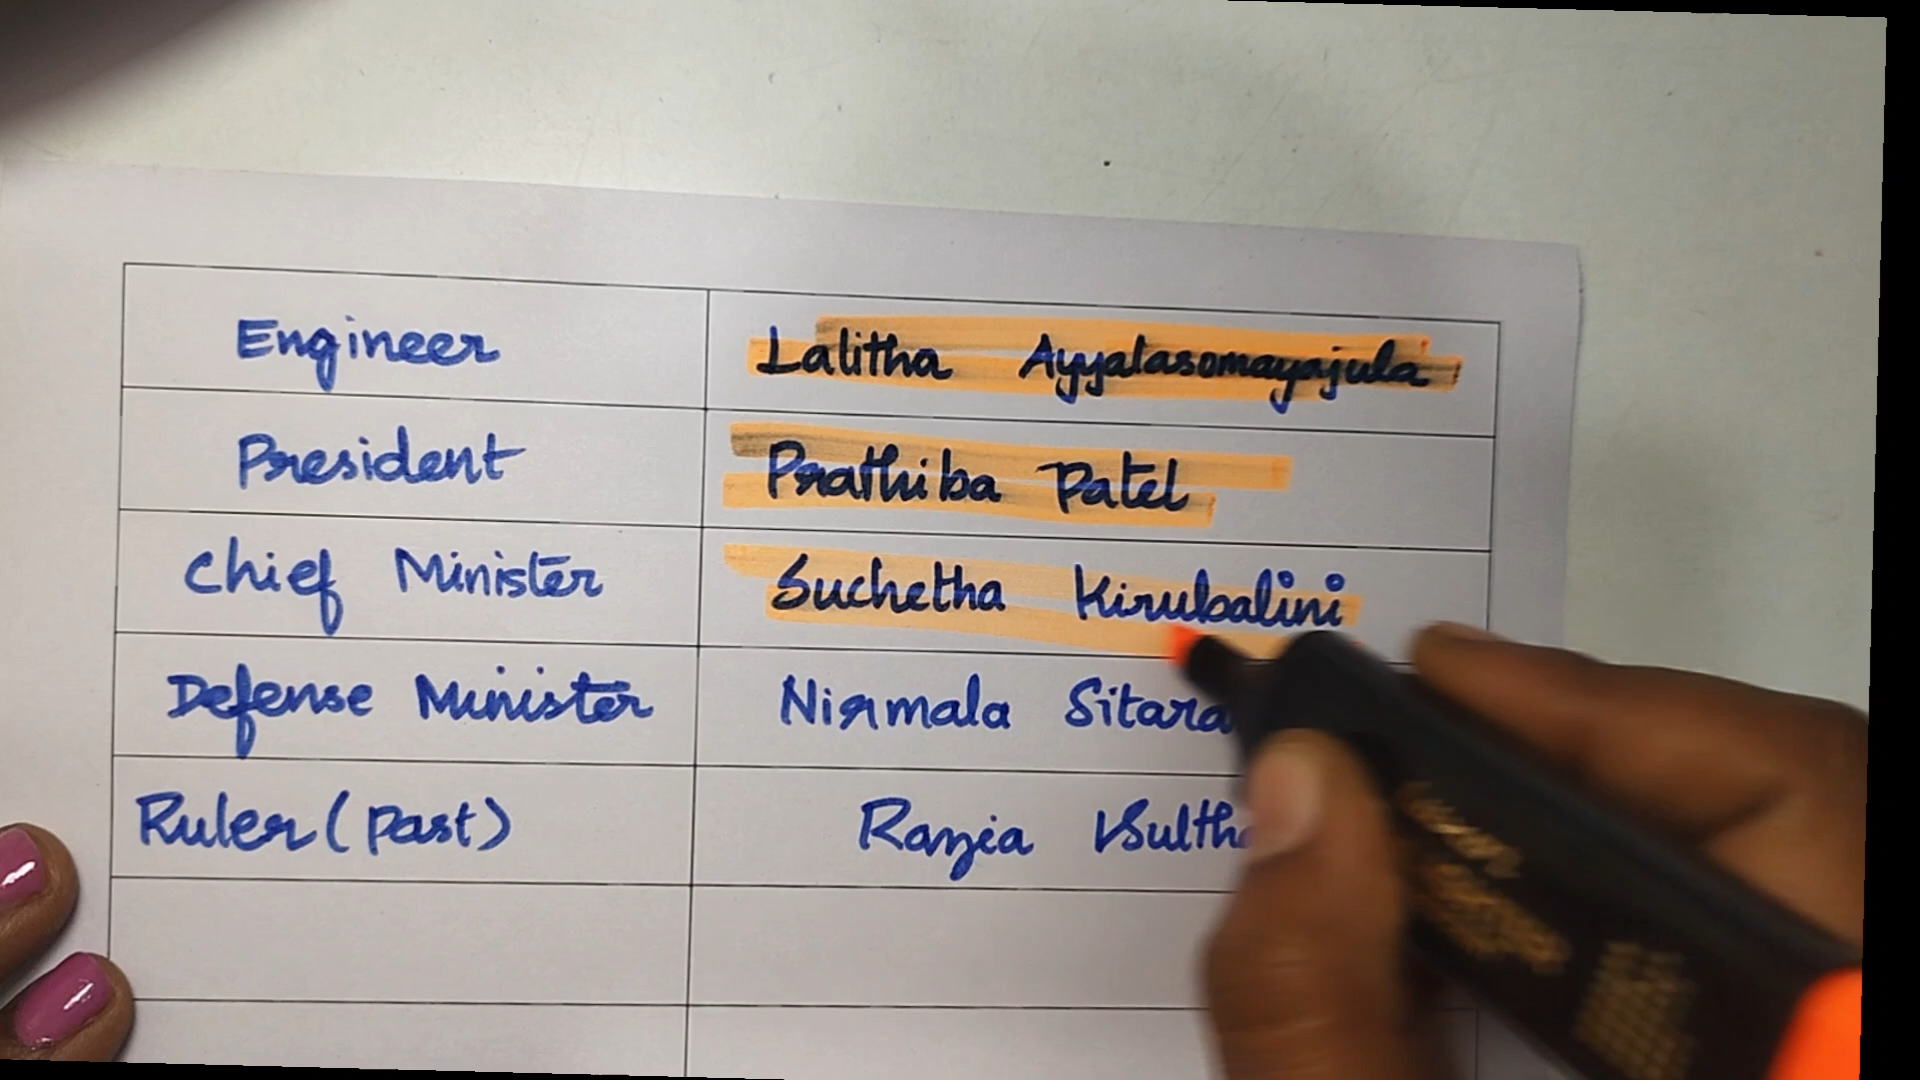 Engineer Lalitha Ayyalasomayajula
President Prathiba Patel
Chief Minister Suchetha Kirubalini
Defense Minister Nirmala
Ruler (Past) Razia